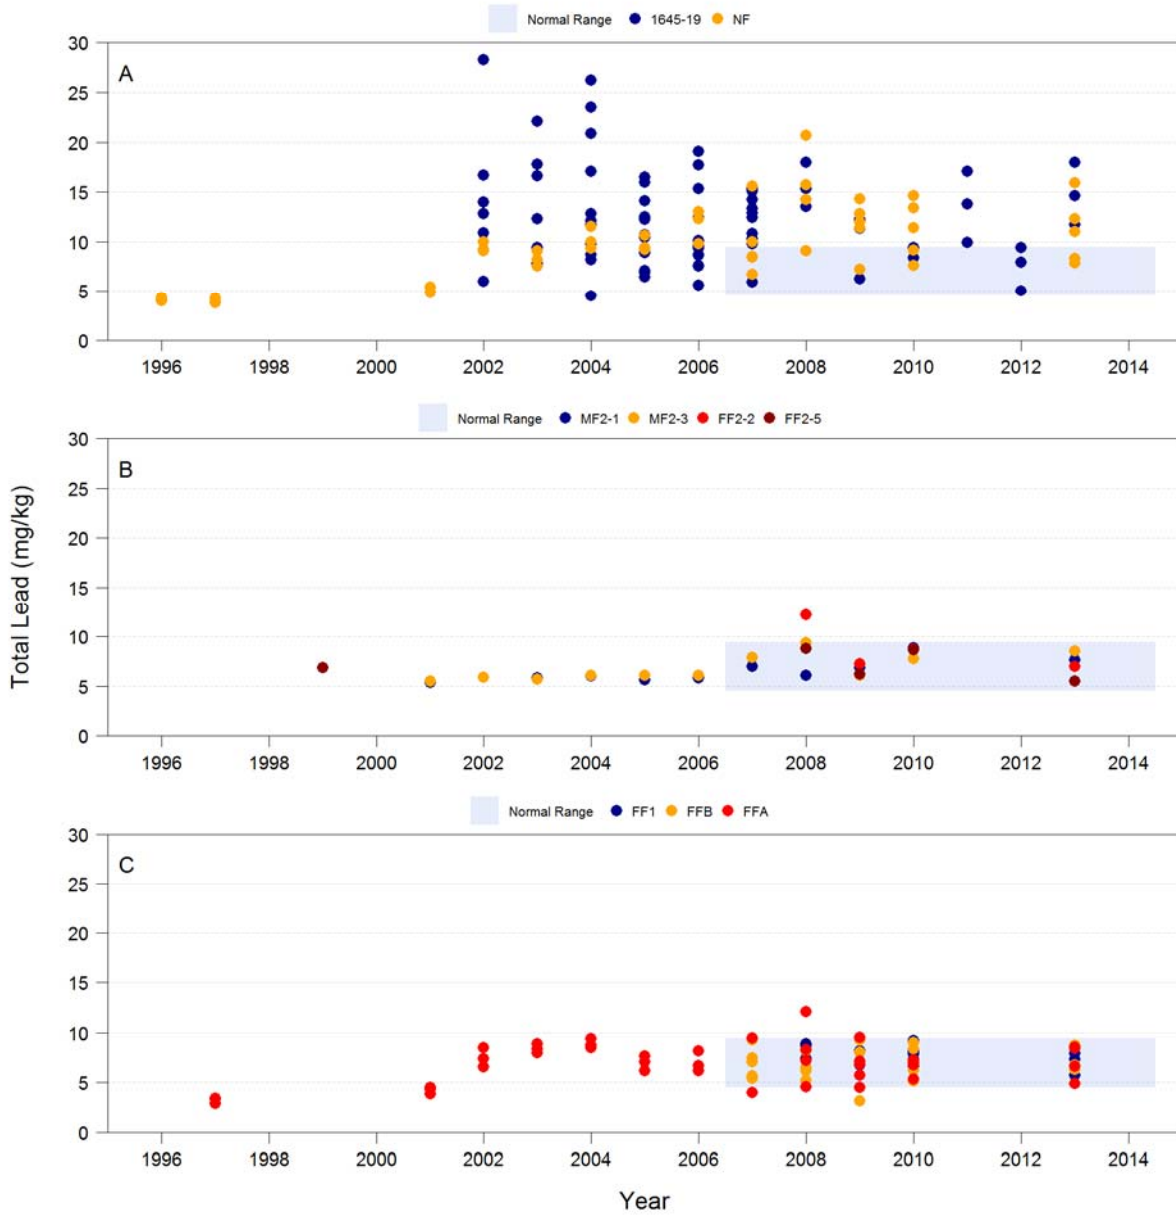 Normal Range 1645-19 NF
A
30
25
20
15
10
5
0
1996 1998 2000 2002 2004 2006 2008 2010 2012 2014
Normal Range MF2-1 MF2-3 FF2-2 FF2-5
B
30
25
20
15
10
5
0
1996 1998 2000 2002 2004 2006 2008 2010 2012 2014
Total Lead (mg/kg)
Normal Range FF1 FFB FFA
C
30
25
20
15
10
5
0
1996 1998 2000 2002 2004 2006 2008 2010 2012 2014
Year